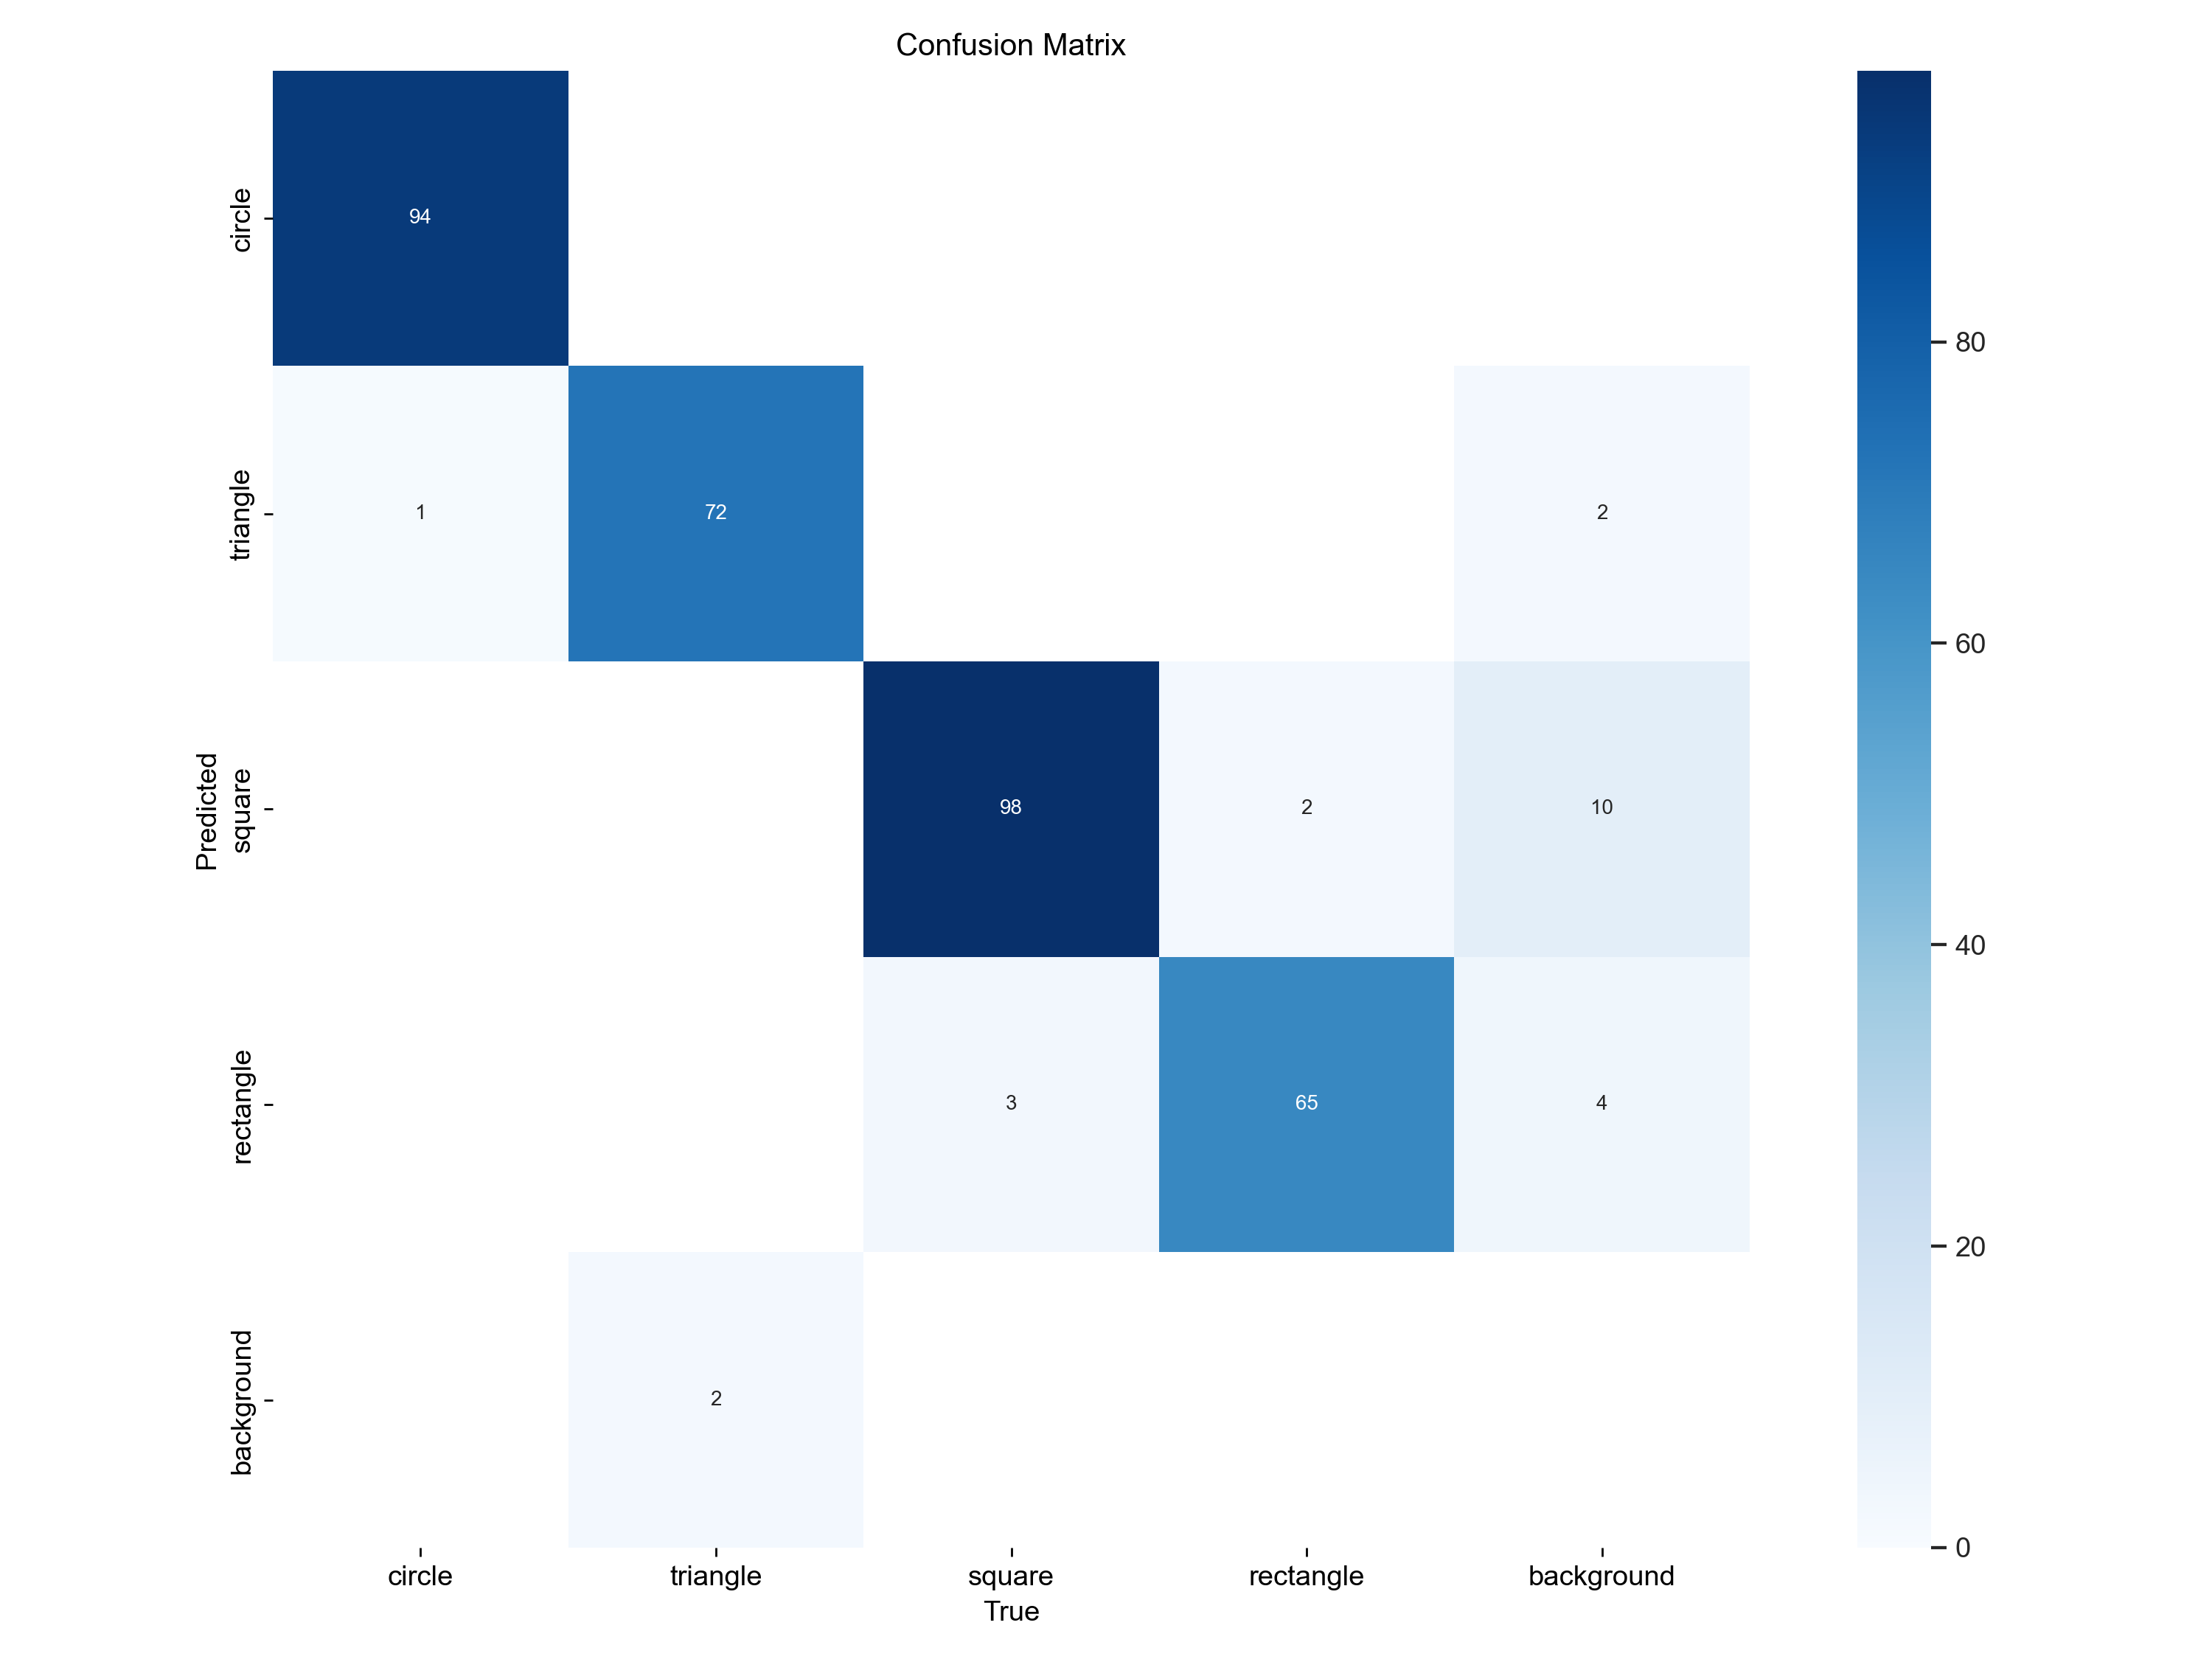 Confusion Matrix
circle
94
80
triangle
1 72 2
60
Predicted
square
98 2 10
40
rectangle
3 65 4
20
background
2
0
circle triangle square rectangle background
True